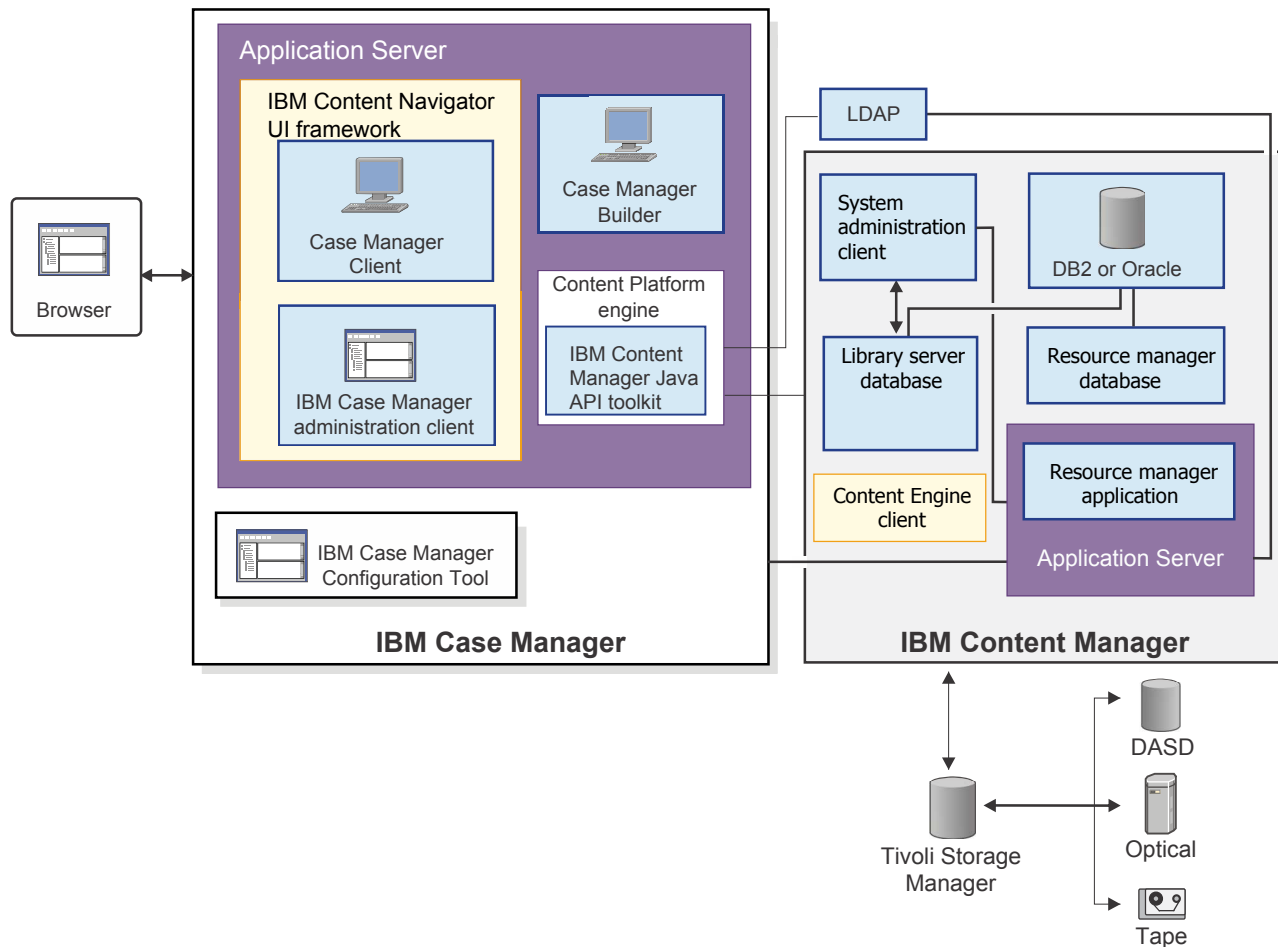 Application Server
IBM Content Navigator
UI framework
Case Manager
Client
IBM Case Manager
administration client
Case Manager
Builder
Content Platform
engine
IBM Content
Manager Java
API toolkit
Browser
IBM Case Manager
Configuration Tool
IBM Case Manager
LDAP
System
administration
client
DB2 or Oracle
Library server
database
Resource manager
database
Content Engine
client
Resource manager
application
Application Server
IBM Content Manager
Tivoli Storage
Manager
DASD
Optical
Tape